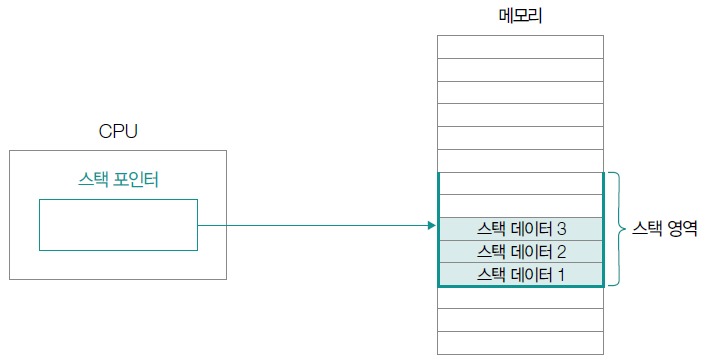 메모리
CPU
스택 포인터
스택 데이터 3
스택 데이터 2
스택 데이터 1
스택 영역